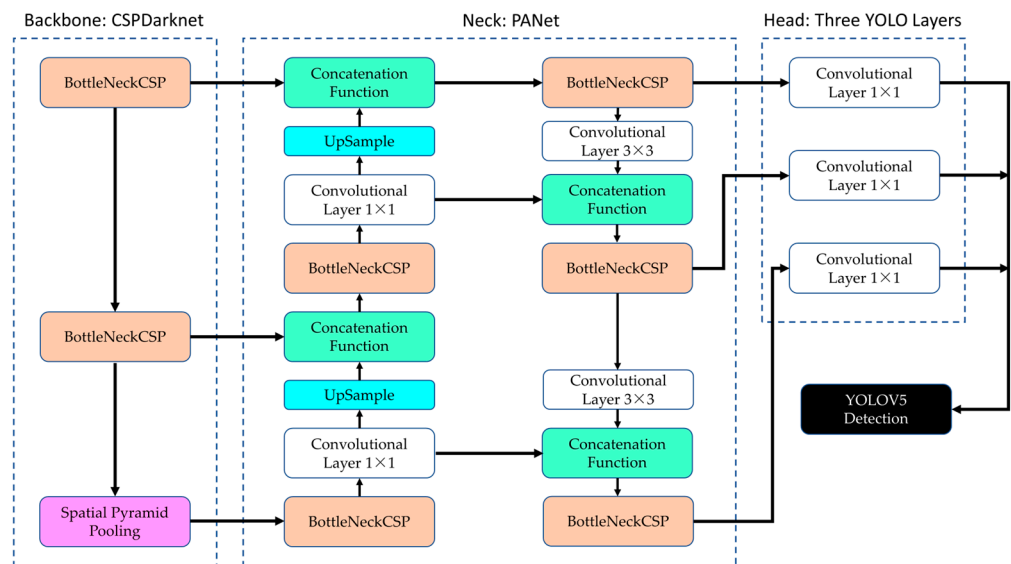 Backbone: CSPDarknet
Neck: PANet
Head: Three YOLO Layers
BottleNeckCSP
BottleNeckCSP
Spatial Pyramid
Pooling
Concatenation
Function
UpSample
Convolutional
Layer 1×1
BottleNeckCSP
Concatenation
Function
UpSample
Convolutional
Layer 1×1
BottleNeckCSP
BottleNeckCSP
Convolutional
Layer 3×3
Concatenation
Function
BottleNeckCSP
Convolutional
Layer 3×3
Concatenation
Function
BottleNeckCSP
Convolutional
Layer 1×1
Convolutional
Layer 1×1
Convolutional
Layer 1×1
YOLOV5
Detection